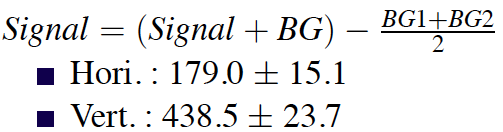 Signal = (Signal + BG) − (BG1+BG2)/2
Hori. : 179.0 ± 15.1
Vert. : 438.5 ± 23.7